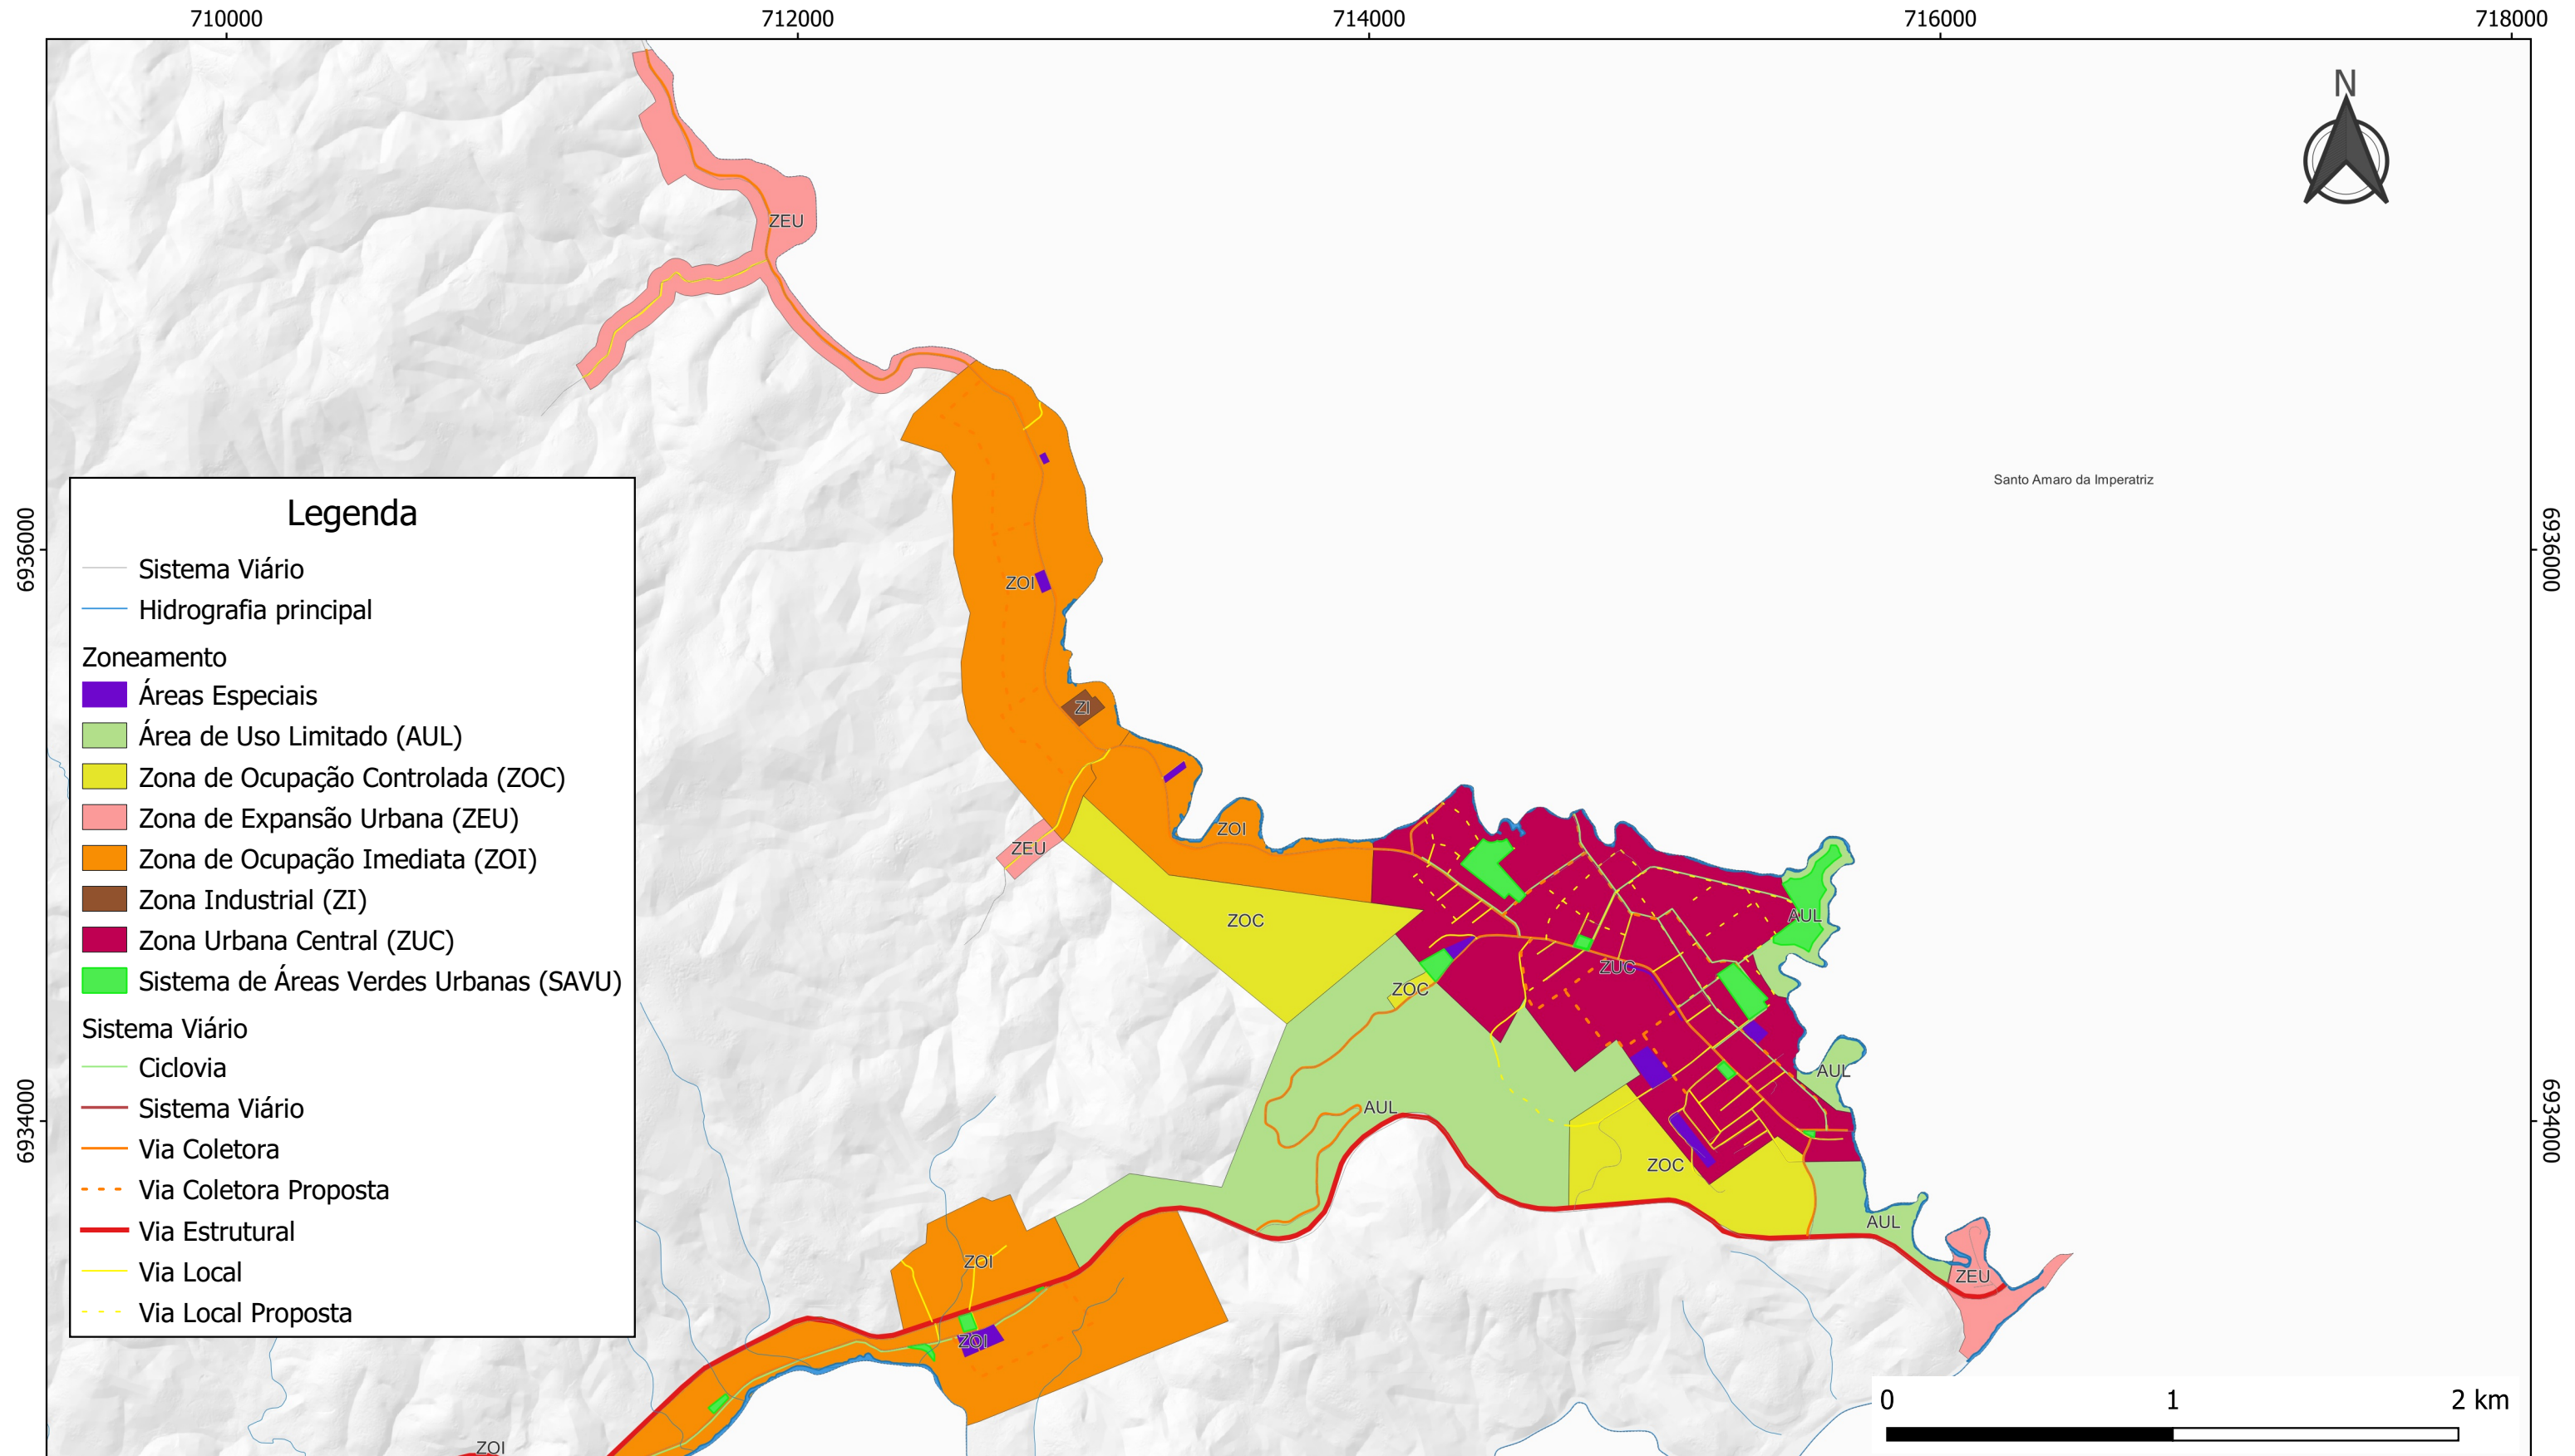 710000
712000
714000
716000
718000
N
ZEU
Santo Amaro da Imperatriz
6936000
6936000
Legenda
Sistema Viário
Hidrografia principal
Zoneamento
Áreas Especiais
Área de Uso Limitado (AUL)
Zona de Ocupação Controlada (ZOC)
Zona de Expansão Urbana (ZEU)
Zona de Ocupação Imediata (ZOI)
Zona Industrial (ZI)
Zona Urbana Central (ZUC)
Sistema de Áreas Verdes Urbanas (SAVU)
Sistema Viário
Ciclovia
Sistema Viário
Via Coletora
Via Coletora Proposta
Via Estrutural
Via Local
Via Local Proposta
ZOI
ZI
ZOI
ZEU
ZOC
AUL
ZUC
ZOC
AUL
AUL
6934000
6934000
ZOC
AUL
ZOI
ZEU
ZOI
ZOI
0 1 2 km